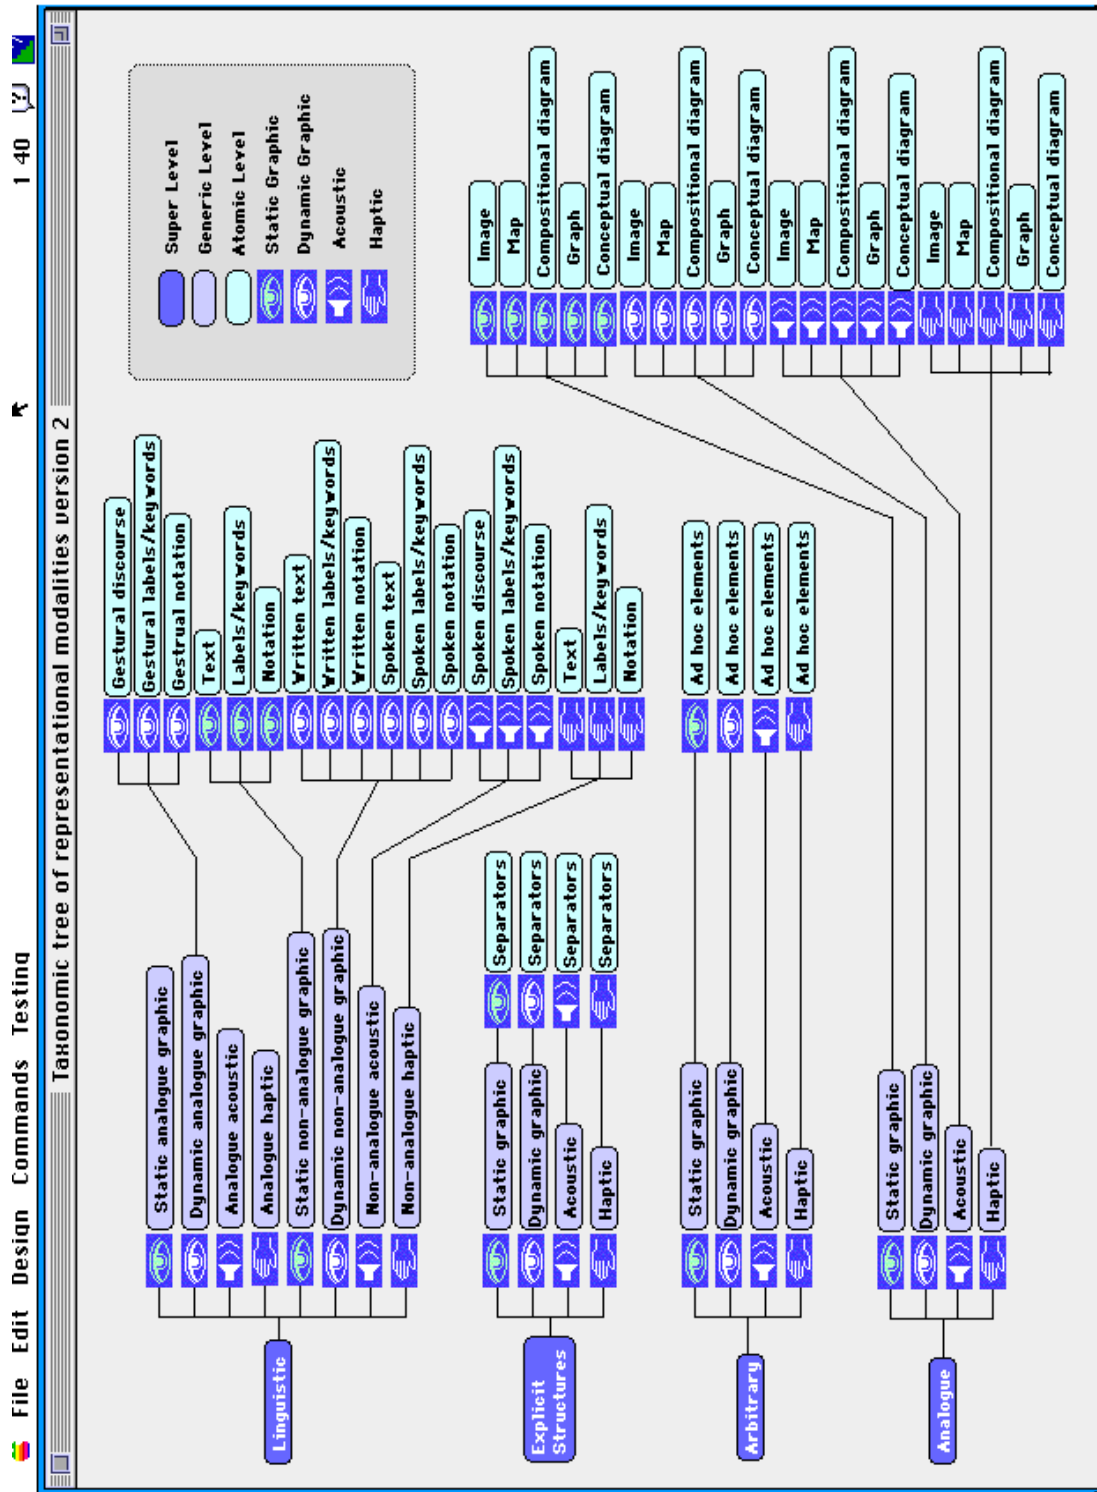 File Edit Design Commands Testing 1 40
Taxonomic tree of representational modalities version 2
Super Level
Generic Level
Atomic Level
Static Graphic
Dynamic Graphic
Acoustic
Haptic
Linguistic
Static analogue graphic
Dynamic analogue graphic
Analogue acoustic
Analogue haptic
Static non-analogue graphic
Dynamic non-analogue graphic
Non-analogue acoustic
Non-analogue haptic
Gestural discourse
Gestural labels/keywords
Gestrual notation
Text
Labels/keywords
Notation
Written text
Written labels/keywords
Written notation
Spoken text
Spoken labels/keywords
Spoken notation
Spoken discourse
Spoken labels/keywords
Spoken notation
Text
Labels/keywords
Notation
Explicit
Structures
Static graphic
Dynamic graphic
Acoustic
Haptic
Separators
Separators
Separators
Separators
Arbitrary
Static graphic
Dynamic graphic
Acoustic
Haptic
Ad hoc elements
Ad hoc elements
Ad hoc elements
Ad hoc elements
Analogue
Static graphic
Dynamic graphic
Acoustic
Haptic
Image
Map
Compositional diagram
Graph
Conceptual diagram
Image
Map
Compositional diagram
Graph
Conceptual diagram
Image
Map
Compositional diagram
Graph
Conceptual diagram
Image
Map
Compositional diagram
Graph
Conceptual diagram